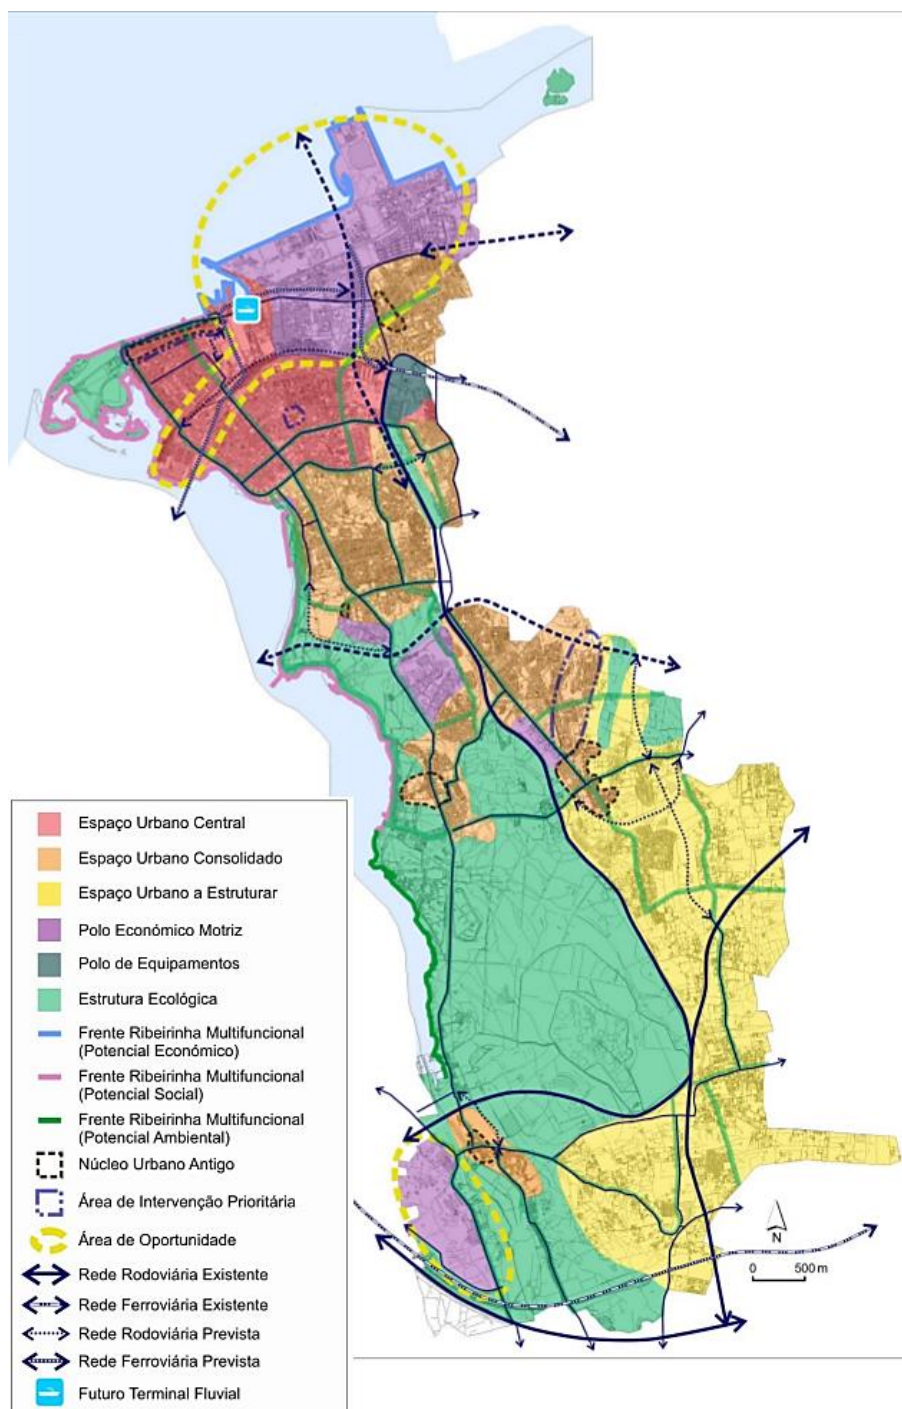 Espaço Urbano Central
Espaço Urbano Consolidado
Espaço Urbano a Estruturar
Polo Económico Motriz
Polo de Equipamentos
Estrutura Ecológica
Frente Ribeirinha Multifuncional
(Potencial Económico)
Frente Ribeirinha Multifuncional
(Potencial Social)
Frente Ribeirinha Multifuncional
(Potencial Ambiental)
Núcleo Urbano Antigo
Área de Intervenção Prioritária
Área de Oportunidade
Rede Rodoviária Existente
Rede Ferroviária Existente
Rede Rodoviária Prevista
Rede Ferroviária Prevista
Futuro Terminal Fluvial
N
0 500 m